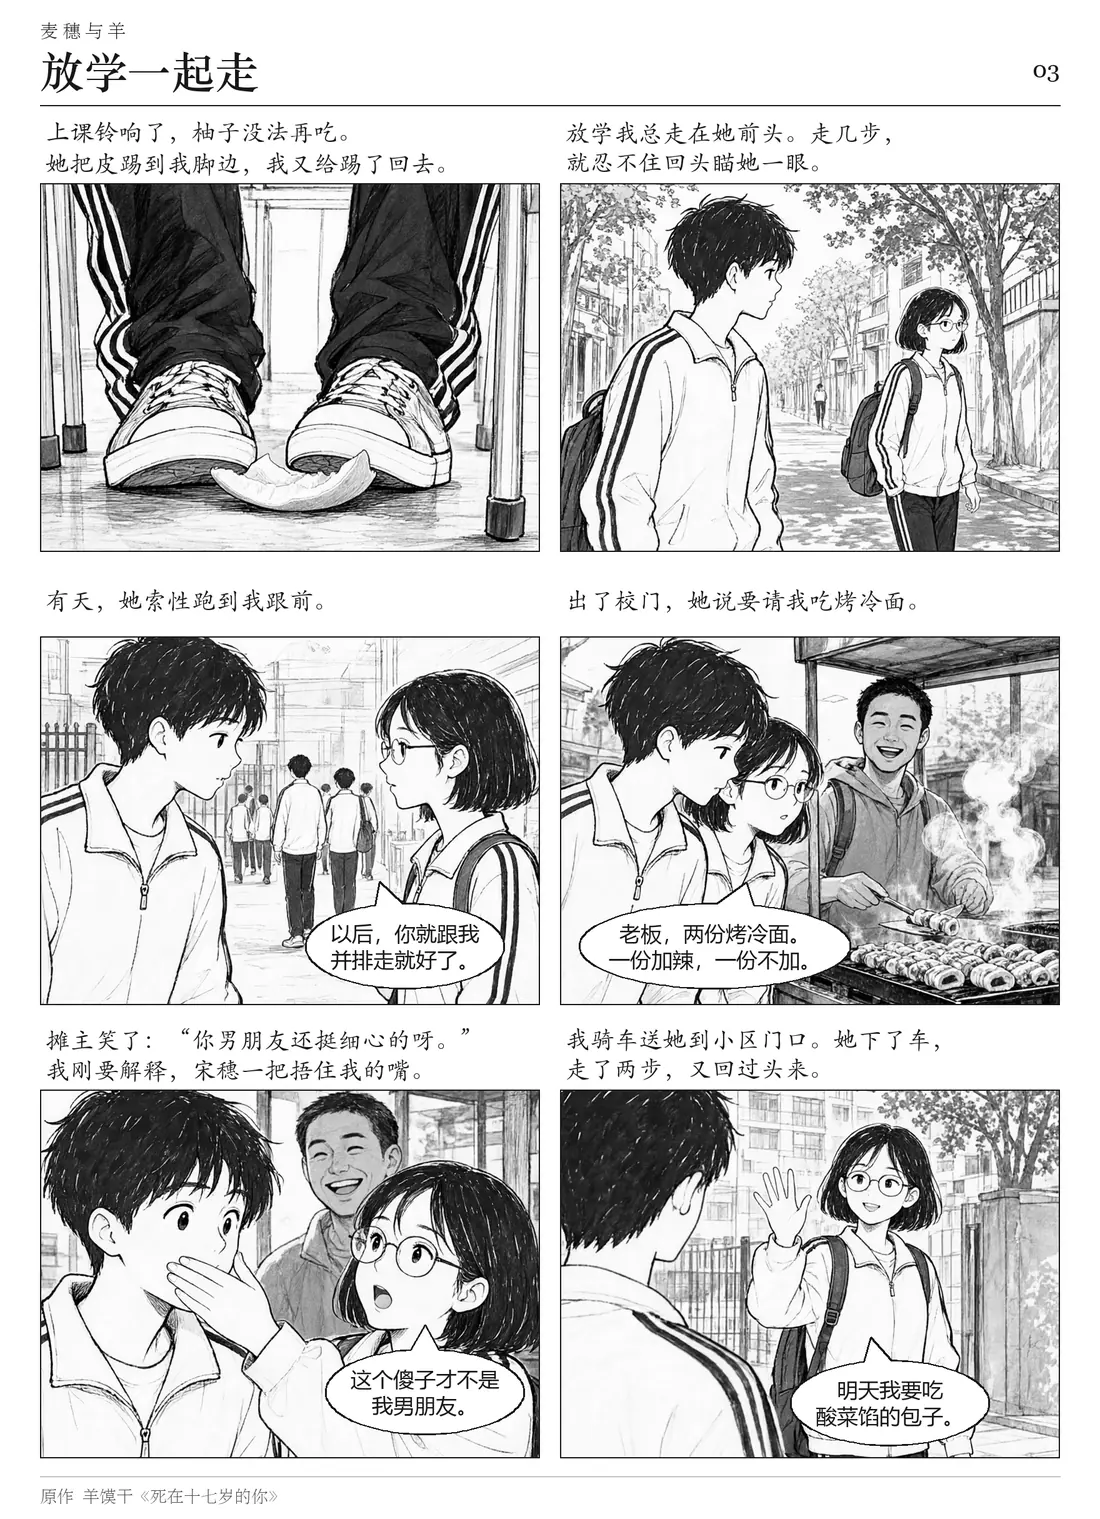 麦穗与羊
放学一起走
03
上课铃响了，柚子没法再吃。
她把皮踢到我脚边，我又给踢了回去。
放学我总走在她前头。走几步，
就忍不住回头瞄她一眼。
有天，她索性跑到我跟前。
以后，你就跟我
并排走就好了。
出了校门，她说要请我吃烤冷面。
老板，两份烤冷面。
一份加辣，一份不加。
摊主笑了：“你男朋友还挺细心的呀。”
我刚要解释，宋穗一把捂住我的嘴。
这个傻子才不是
我男朋友。
我骑车送她到小区门口。她下了车，
走了两步，又回过头来。
明天我要吃
酸菜馅的包子。
原作 羊馍干《死在十七岁的你》